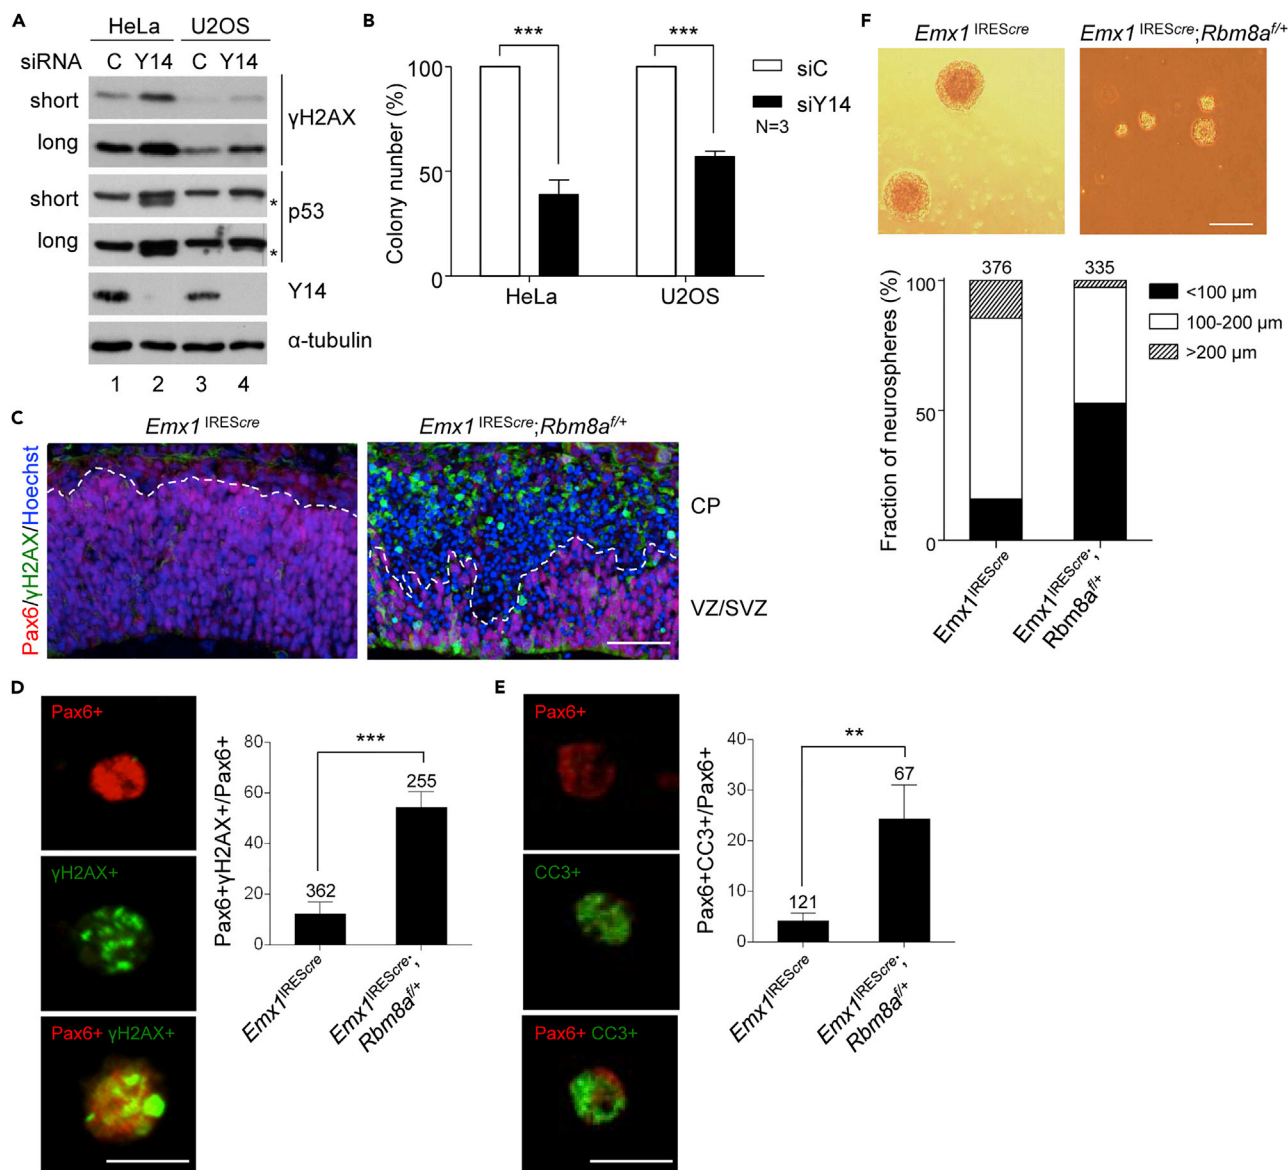 A
HeLa U2OS
siRNA C Y14 C Y14
short
γH2AX
long
short
*
p53
long
*
Y14
α-tubulin
1 2 3 4
B
*** ***
Colony number (%)
100
50
0
HeLa U2OS
siC
siY14
N=3
C
Emx1 IREScre
Emx1 IREScre;Rbm8a f/+
Pax6/γH2AX/Hoechst
CP
VZ/SVZ
D
Pax6+
γH2AX+
Pax6+ γH2AX+
Pax6+γH2AX+/Pax6+
80
60
40
20
0
***
362
255
Emx1IREScre
Emx1IREScre;
Rbm8af/+
E
Pax6+
CC3+
Pax6+ CC3+
Pax6+CC3+/Pax6+
40
30
20
10
0
**
121
67
Emx1IREScre
Emx1IREScre;
Rbm8af/+
F
Emx1 IREScre
Emx1 IREScre;Rbm8a f/+
Fraction of neurospheres (%)
100
50
0
376 335
<100 µm
100-200 µm
>200 µm
Emx1IREScre
Emx1IREScre;
Rbm8af/+